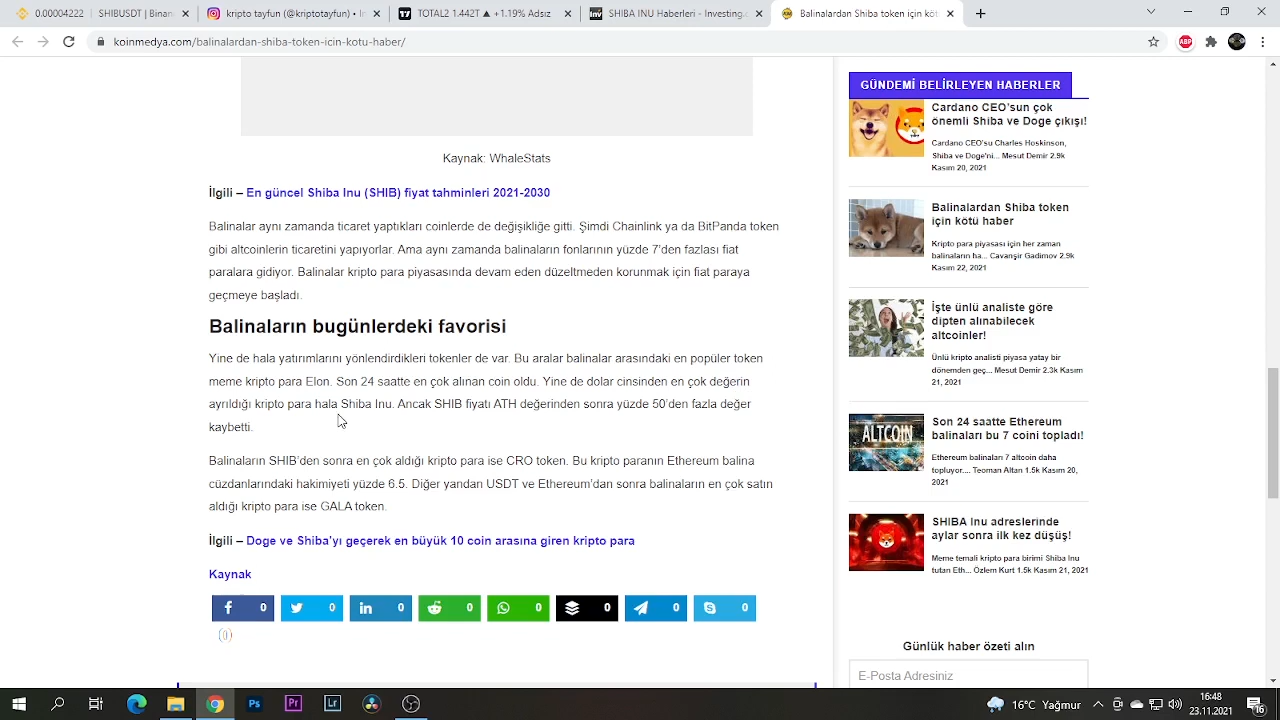 0.00004222 | SHIBUSDT | Binan
kripto tayfun (@kriptotayfun) • I
TOTAL2 1.442T ▲ +1.19% Adsız
SHIBA INU Haberleri - Investing.
Balinalardan Shiba token için kö
koinmedya.com/balinalardan-shiba-token-icin-kotu-haber/
ABP
Kaynak: WhaleStats
İlgili – En güncel Shiba Inu (SHIB) fiyat tahminleri 2021-2030
Balinalar aynı zamanda ticaret yaptıkları coinlerde de değişikliğe gitti. Şimdi Chainlink ya da BitPanda token
gibi altcoinlerin ticaretini yapıyorlar. Ama aynı zamanda balinaların fonlarının yüzde 7’den fazlası fiat
paralara gidiyor. Balinalar kripto para piyasasında devam eden düzeltmeden korunmak için fiat paraya
geçmeye başladı.
Balinaların bugünlerdeki favorisi
Yine de hala yatırımlarını yönlendirdikleri tokenler de var. Bu aralar balinalar arasındaki en popüler token
meme kripto para Elon. Son 24 saatte en çok alınan coin oldu. Yine de dolar cinsinden en çok değerin
ayrıldığı kripto para hala Shiba Inu. Ancak SHIB fiyatı ATH değerinden sonra yüzde 50’den fazla değer
kaybetti.
Balinaların SHIB’den sonra en çok aldığı kripto para ise CRO token. Bu kripto paranın Ethereum balina
cüzdanlarındaki hakimiyeti yüzde 6.5. Diğer yandan USDT ve Ethereum’dan sonra balinaların en çok satın
aldığı kripto para ise GALA token.
İlgili – Doge ve Shiba’yı geçerek en büyük 10 coin arasına giren kripto para
Kaynak
0 0 0 0 0 0 0 0
(0)
GÜNDEMİ BELİRLEYEN HABERLER
Cardano CEO’sun çok
önemli Shiba ve Doge çıkışı!
Cardano CEO'su Charles Hoskinson,
Shiba ve Doge'ni... Mesut Demir 2.9k
Kasım 20, 2021
Balinalardan Shiba token
için kötü haber
Kripto para piyasası için her zaman
balinaların ha... Cavanşir Gadimov 2.9k
Kasım 22, 2021
İşte ünlü analiste göre
dipten alınabilecek
altcoinler!
Ünlü kripto analisti piyasa yatay bir
dönemden geç... Mesut Demir 2.3k Kasım
21, 2021
ALTCOIN
Son 24 saatte Ethereum
balinaları bu 7 coini topladı!
Ethereum balinaları 7 altcoin daha
topluyor.... Teoman Altan 1.5k Kasım 20,
2021
SHIBA Inu adreslerinde
aylar sonra ilk kez düşüş!
Meme temalı kripto para birimi Shiba Inu
tutan Eth... Özlem Kurt 1.5k Kasım 21, 2021
Günlük haber özeti alın
E-Posta Adresiniz
Ps
Pr
Lr
16°C Yağmur
16:48
23.11.2021
16